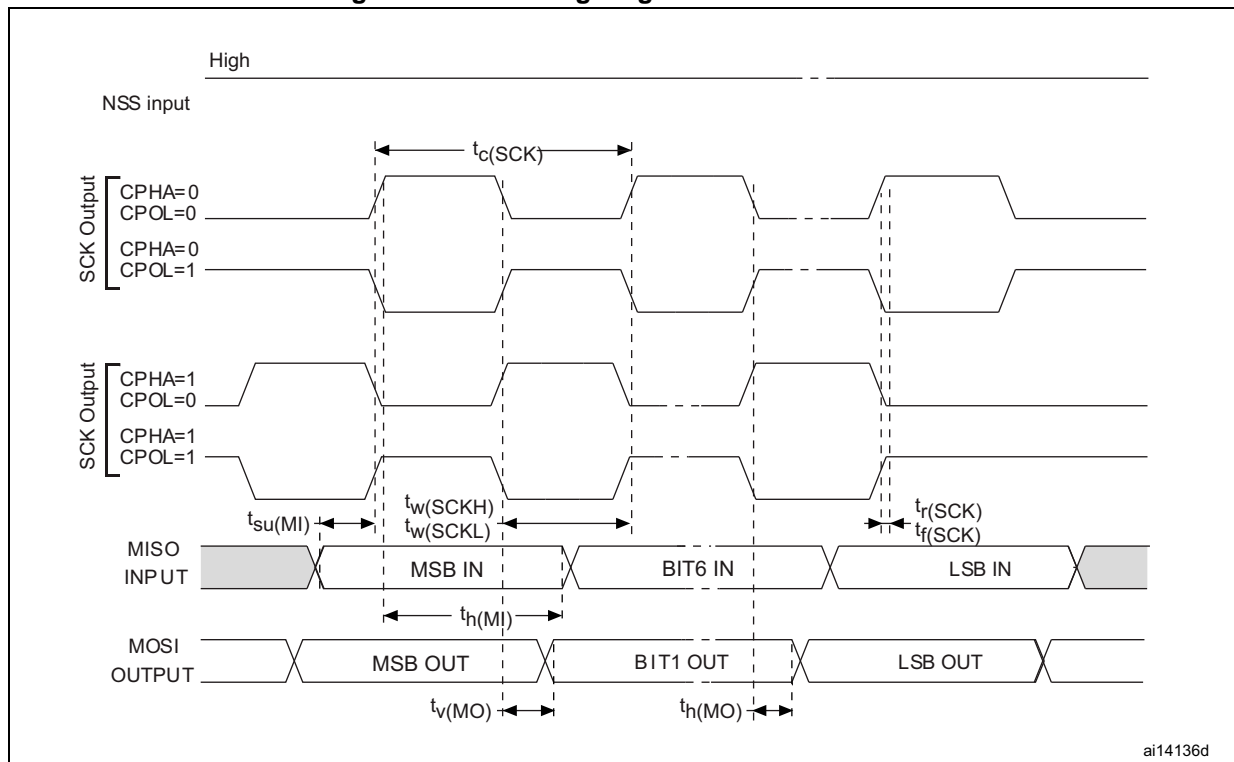 High
NSS input
tc(SCK)
SCK Output
CPHA=0
CPOL=0
CPHA=0
CPOL=1
SCK Output
CPHA=1
CPOL=0
CPHA=1
CPOL=1
tsu(MI)
tw(SCKH)
tw(SCKL)
tr(SCK)
tf(SCK)
MISO
INPUT
MSB IN
BIT6 IN
LSB IN
th(MI)
MOSI
OUTPUT
MSB OUT
BIT1 OUT
LSB OUT
tv(MO)
th(MO)
ai14136d